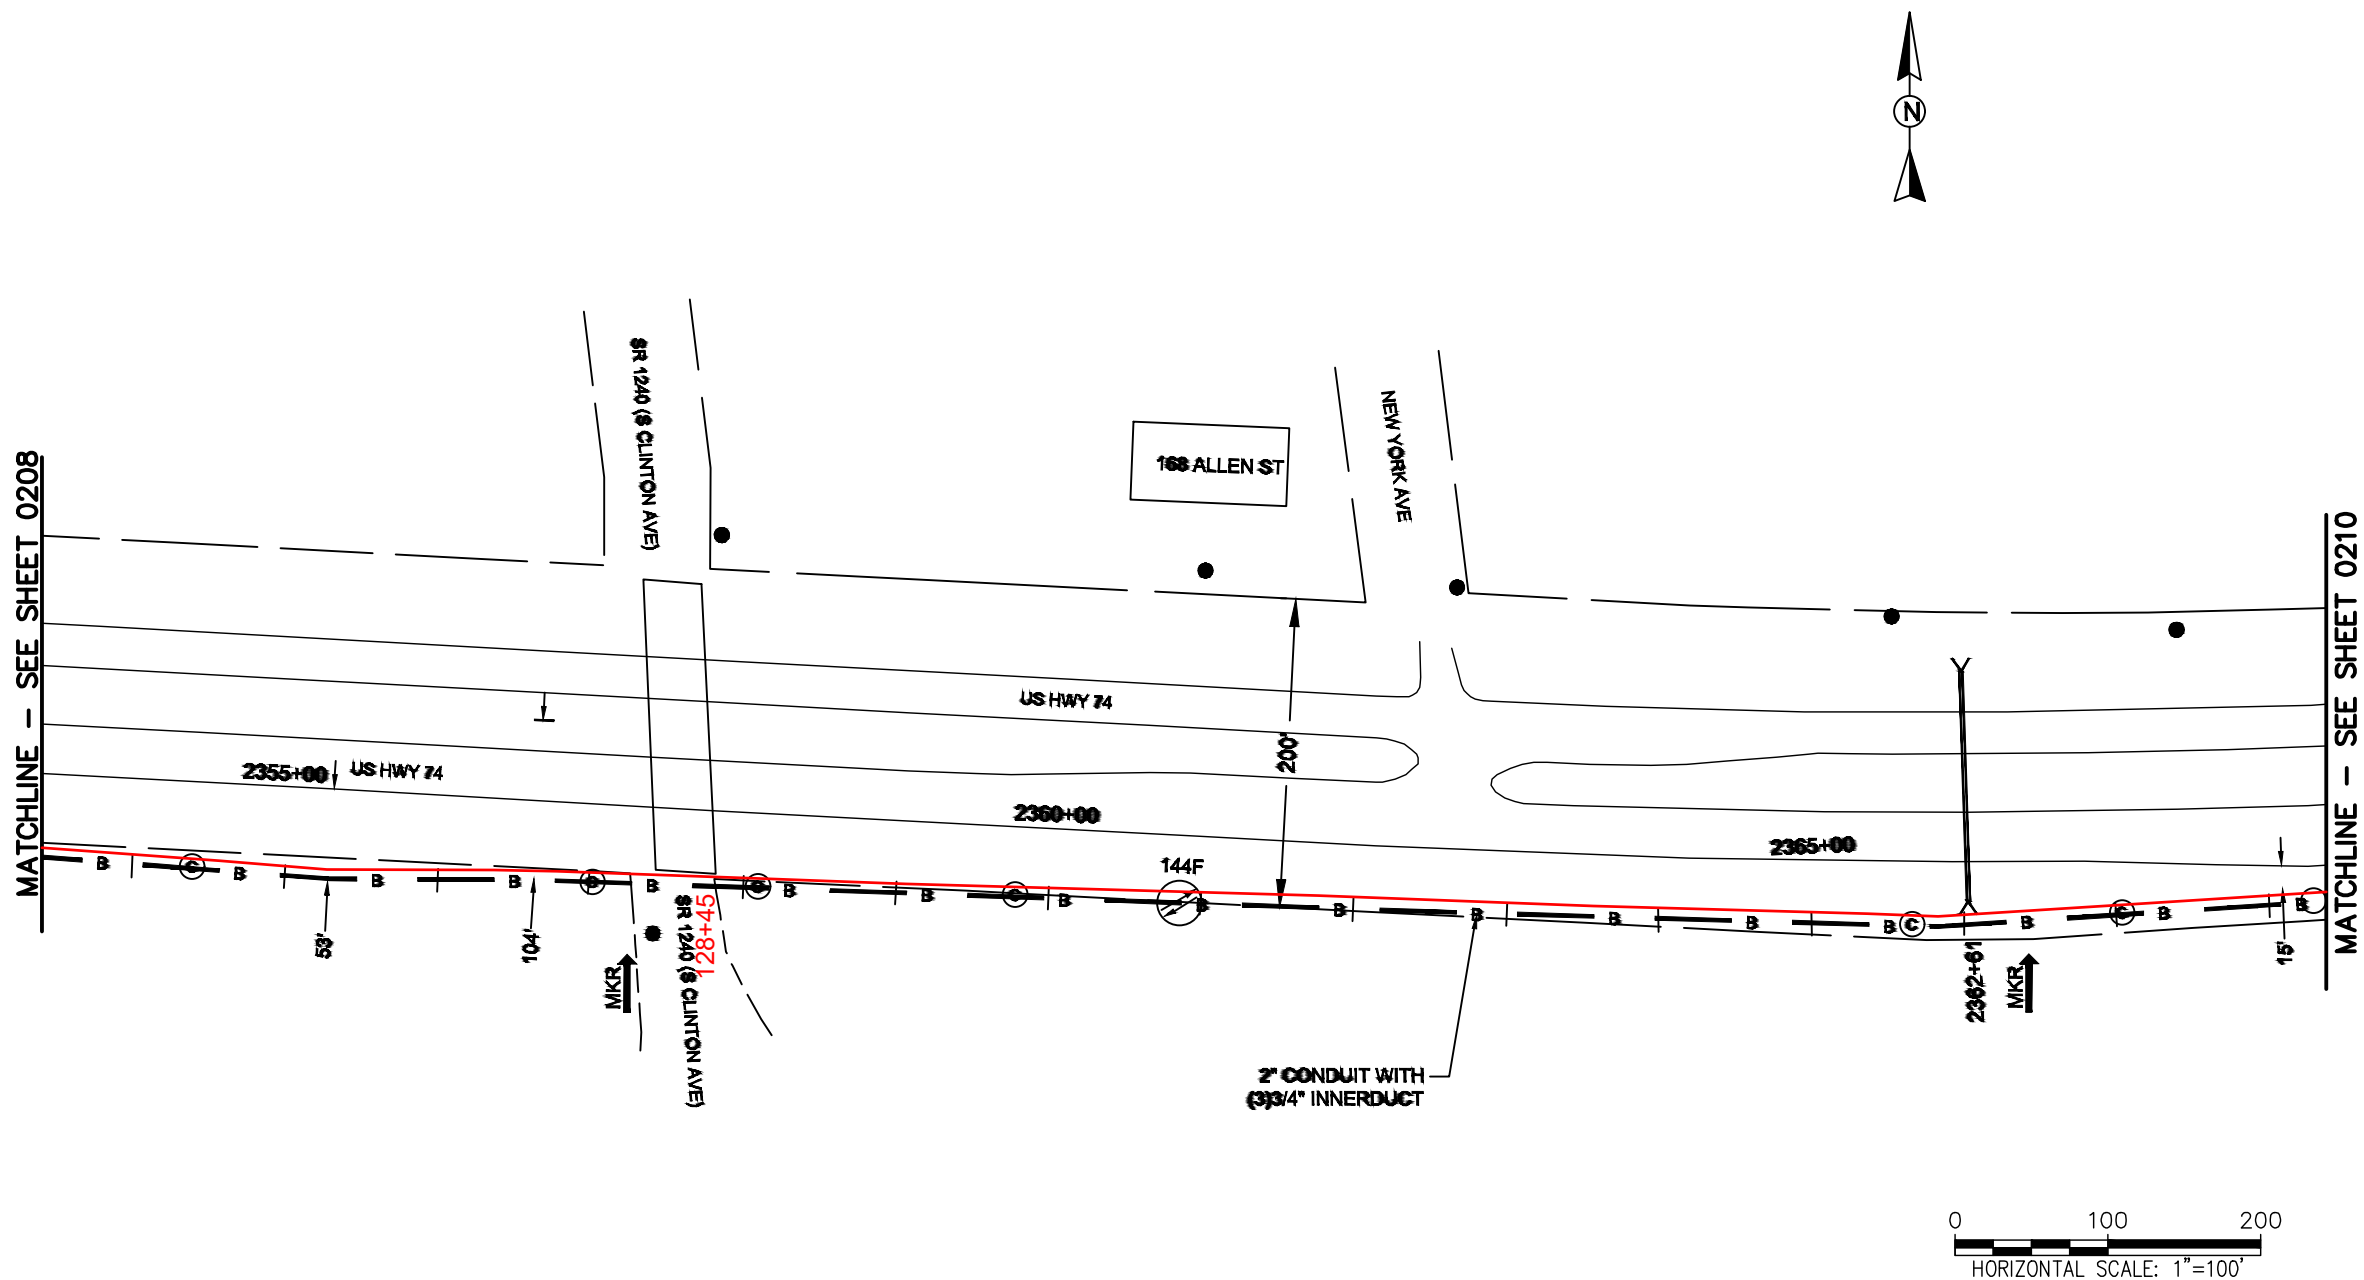 N
SR 1240 (S CLINTON AVE)
NEW YORK AVE
168 ALLEN ST
MATCHLINE - SEE SHEET 0208
MATCHLINE - SEE SHEET 0210
US HWY 74
200'
2355+00
US HWY 74
2360+00
2365+00
144F
B
C
B
B
B
B
C
B
B
C
B
B
B
B
B
B
B
C
B
C
B
B
53'
104'
MKR
SR 1240 (S CLINTON AVE)
128+45
2362+61
MKR
15'
2" CONDUIT WITH
(3)3/4" INNERDUCT
0 100 200
HORIZONTAL SCALE: 1"=100'